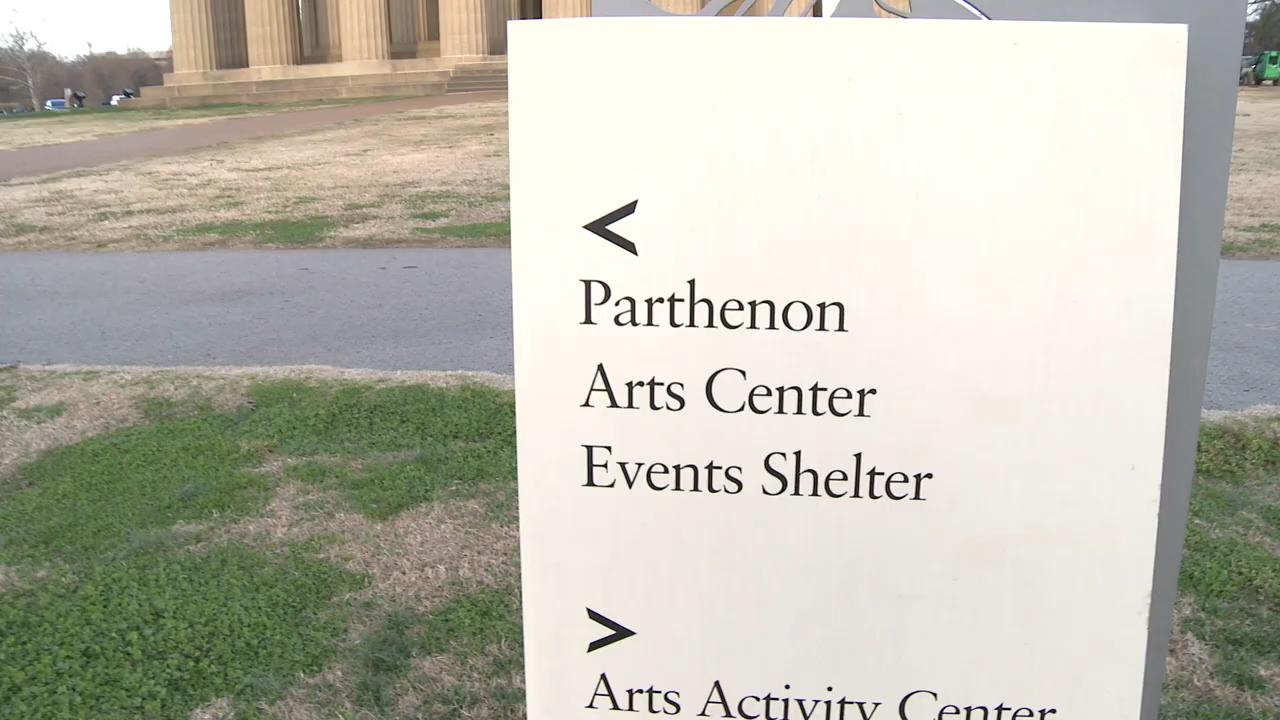 <
Parthenon
Arts Center
Events Shelter
>
Arts Activity Center